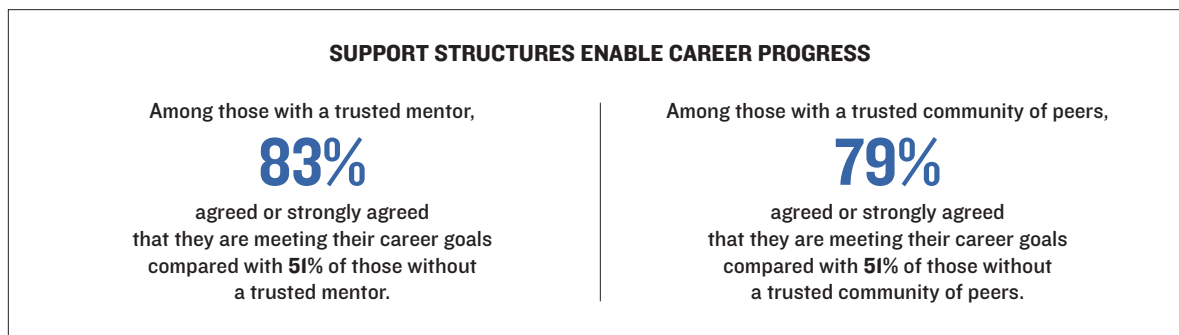 SUPPORT STRUCTURES ENABLE CAREER PROGRESS
Among those with a trusted mentor,
83%
agreed or strongly agreed
that they are meeting their career goals
compared with 51% of those without
a trusted mentor.
Among those with a trusted community of peers,
79%
agreed or strongly agreed
that they are meeting their career goals
compared with 51% of those without
a trusted community of peers.